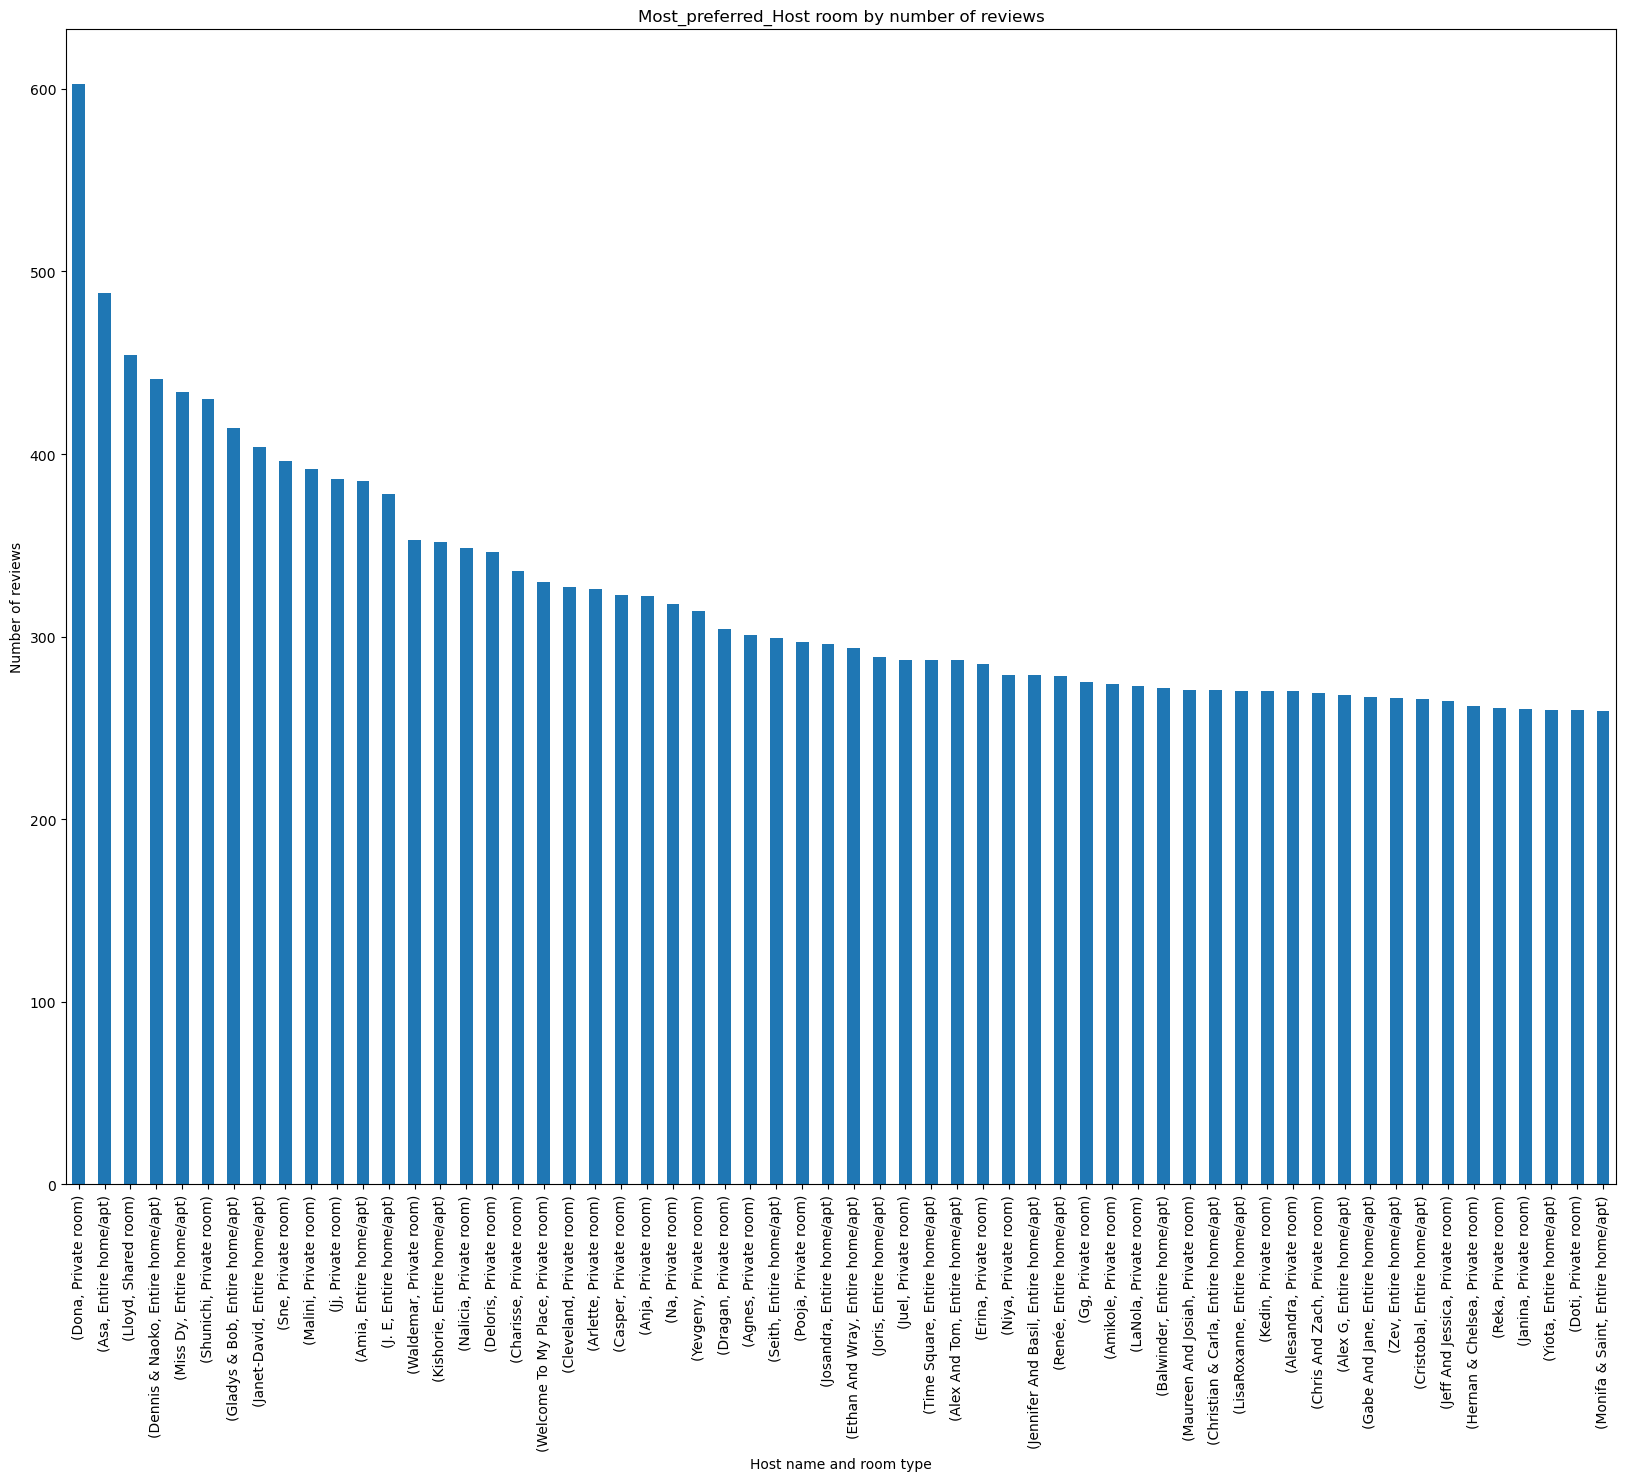 Most_preferred_Host room by number of reviews
Number of reviews
600
500
400
300
200
100
0
(Dona, Private room)
(Asa, Entire home/apt)
(Lloyd, Shared room)
(Dennis & Naoko, Entire home/apt)
(Miss Dy, Entire home/apt)
(Shunichi, Private room)
(Gladys & Bob, Entire home/apt)
(Janet-David, Entire home/apt)
(Sne, Private room)
(Malini, Private room)
(Jj, Private room)
(Amia, Entire home/apt)
(J. E, Entire home/apt)
(Waldemar, Private room)
(Kishorie, Entire home/apt)
(Nalicia, Private room)
(Deloris, Private room)
(Charisse, Private room)
(Welcome To My Place, Private room)
(Cleveland, Private room)
(Arlette, Private room)
(Casper, Private room)
(Anja, Private room)
(Na, Private room)
(Yevgeny, Private room)
(Dragan, Private room)
(Agnes, Private room)
(Seith, Entire home/apt)
(Pooja, Private room)
(Josandra, Entire home/apt)
(Ethan And Wray, Entire home/apt)
(Joris, Entire home/apt)
(Juel, Private room)
(Time Square, Entire home/apt)
(Alex And Tom, Entire home/apt)
(Erina, Private room)
(Niya, Private room)
(Jennifer And Basil, Entire home/apt)
(Renée, Entire home/apt)
(Gg, Private room)
(Amikole, Private room)
(LaNola, Private room)
(Balwinder, Entire home/apt)
(Maureen And Josiah, Private room)
(Christian & Carla, Entire home/apt)
(LisaRoxanne, Entire home/apt)
(Kedin, Private room)
(Alesandra, Private room)
(Chris And Zach, Private room)
(Alex G, Entire home/apt)
(Gabe And Jane, Entire home/apt)
(Zev, Entire home/apt)
(Cristobal, Entire home/apt)
(Jeff And Jessica, Private room)
(Hernan & Chelsea, Private room)
(Reka, Private room)
(Janina, Private room)
(Yiota, Entire home/apt)
(Doti, Private room)
(Monifa & Saint, Entire home/apt)
Host name and room type